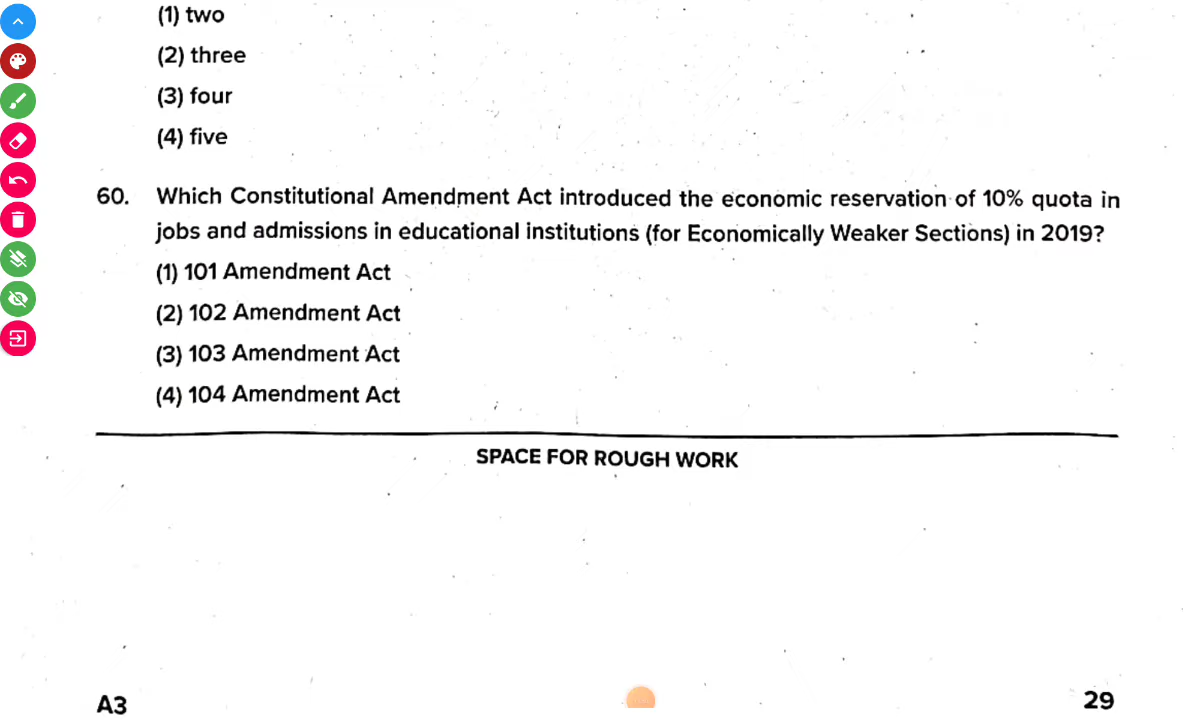 (1) two
(2) three
(3) four
(4) five
60. Which Constitutional Amendment Act introduced the economic reservation of 10% quota in
jobs and admissions in educational institutions (for Economically Weaker Sections) in 2019?
(1) 101 Amendment Act
(2) 102 Amendment Act
(3) 103 Amendment Act
(4) 104 Amendment Act
SPACE FOR ROUGH WORK
A3 29